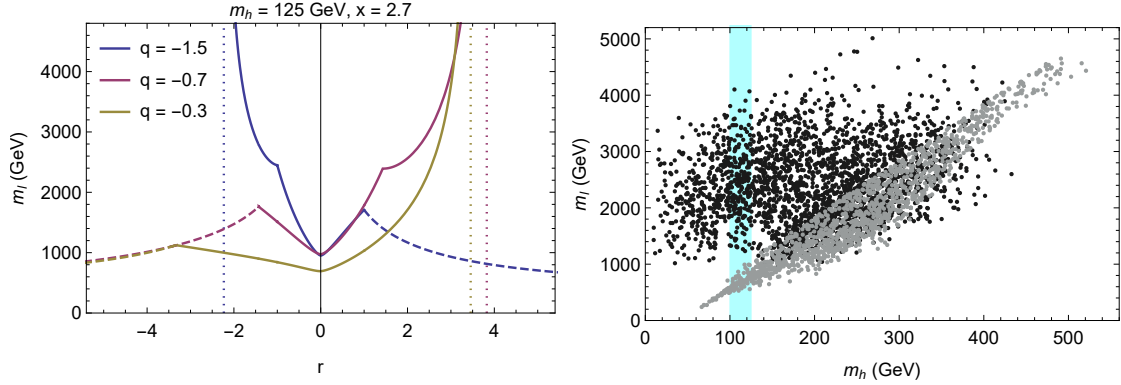 m_h = 125 GeV, x = 2.7
q = −1.5
q = −0.7
q = −0.3
m_l (GeV)
4000
3000
2000
1000
0
−4 −2 0 2 4
r
m_l (GeV)
5000
4000
3000
2000
1000
0
0 100 200 300 400 500
m_h (GeV)